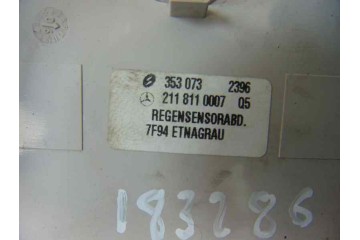 353 073 2396
211 811 0007 Q5
REGENSENSORABD.
7F94 ETNAGRAU
183286